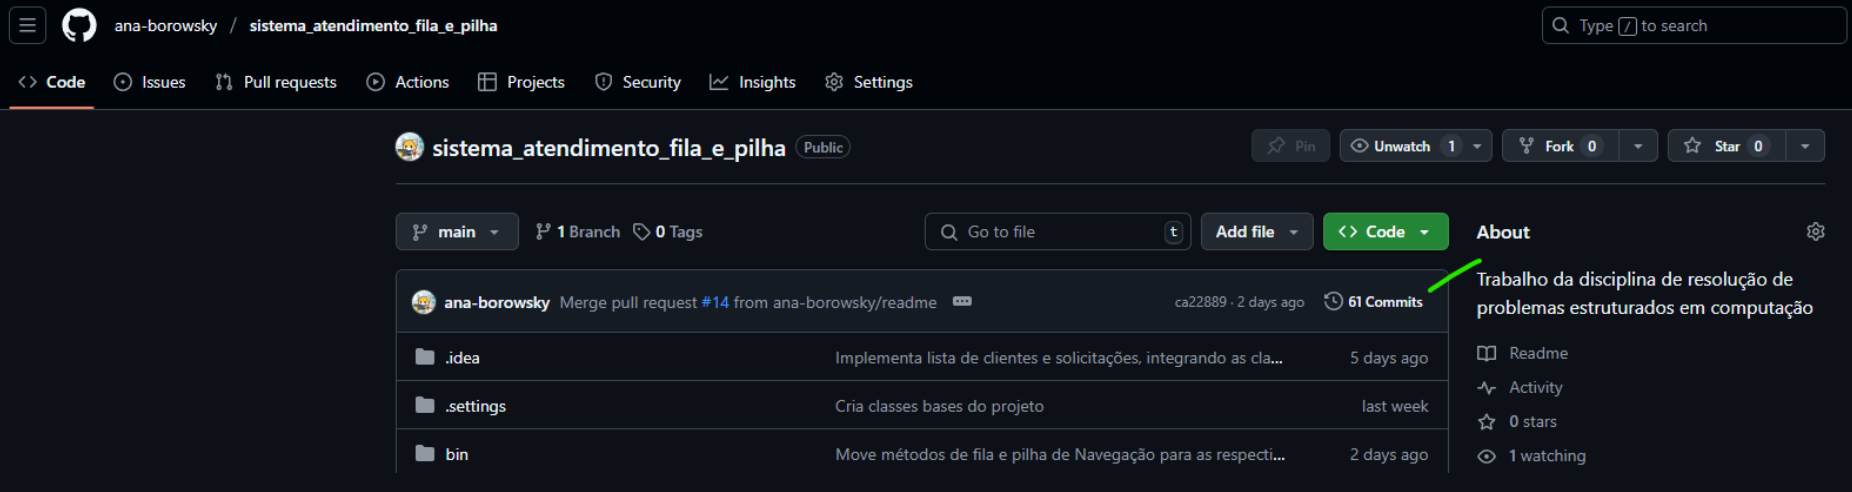 ana-borowsky / sistema_atendimento_fila_e_pilha
Type / to search
Code Issues Pull requests Actions Projects Security Insights Settings
sistema_atendimento_fila_e_pilha Public
Pin Unwatch 1 Fork 0 Star 0
main 1 Branch 0 Tags Go to file t Add file Code
About
ana-borowsky Merge pull request #14 from ana-borowsky/readme ca22889 · 2 days ago 61 Commits
Trabalho da disciplina de resolução de
problemas estruturados em computação
.idea Implementa lista de clientes e solicitações, integrando as cla... 5 days ago
Readme
Activity
.settings Cria classes bases do projeto last week
0 stars
bin Move métodos de fila e pilha de Navegação para as respecti... 2 days ago
1 watching